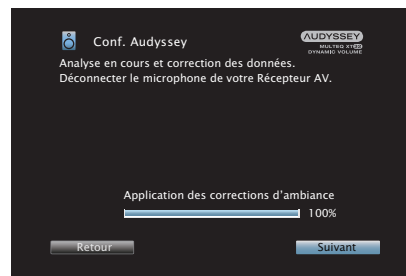 Conf. Audyssey
AUDYSSEY
MULTEQ XT32
DYNAMIC VOLUME
Analyse en cours et correction des données.
Déconnecter le microphone de votre Récepteur AV.
Application des corrections d'ambiance
100%
Retour
Suivant